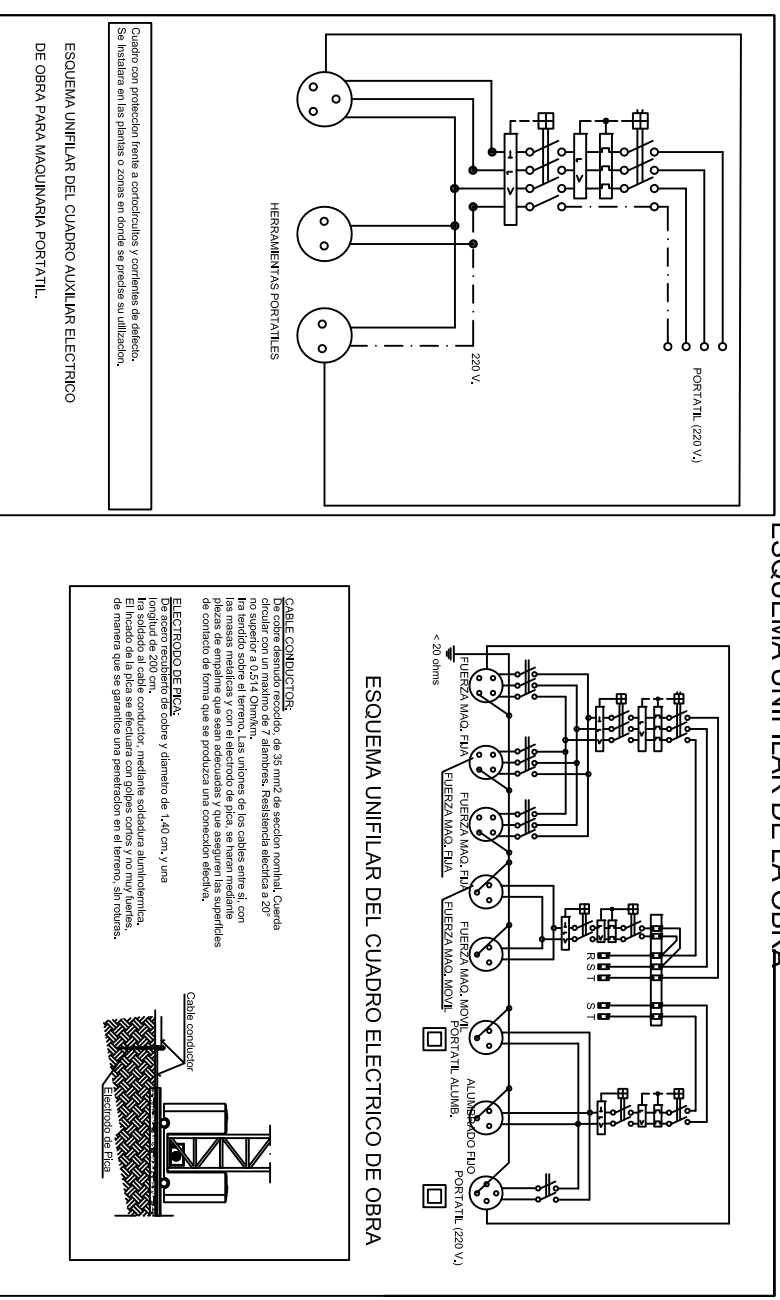 ESQUEMA UNIFILAR DE LA OBRA
PORTATIL (220 V.)
220 V.
HERRAMIENTAS PORTATILES
Cuadro con proteccion frente a cortocircuitos y corrientes de defecto.
Se instalara en las plantas o zonas en donde se precise su utilizacion.
ESQUEMA UNIFILAR DEL CUADRO AUXILIAR ELECTRICO
DE OBRA PARA MAQUINARIA PORTATIL.
R S T
S T
< 20 ohms
FUERZA MAQ. FIJA
FUERZA MAQ. FIJA
FUERZA MAQ. FIJA
FUERZA MAQ. MOVIL
FUERZA MAQ. MOVIL
PORTATIL ALUMB.
ALUMBRADO FIJO
PORTATIL (220 V.)
ESQUEMA UNIFILAR DEL CUADRO ELECTRICO DE OBRA
CABLE CONDUCTOR:
De cobre desnudo recocido, de 35 mm2 de seccion nominal. Cuerda
circular con un maximo de 7 alambres. Resistencia electrica a 20°
no superior a 0,514 Ohm/km.
Ira tendido sobre el terreno. Las uniones de los cables entre si, con
las masas metalicas y con el electrodo de pica, se haran mediante
piezas de empalme que sean adecuadas y que aseguren las superficies
de contacto de forma que se produzca una conecxion efectiva.
ELECTRODO DE PICA:
De acero recubierto de cobre y diametro de 1,40 cm. y una
longitud de 200 cm.
Ira soldado al cable conductor, mediante soldadura aluminotermica.
El incado de la pica se efectuara con golpes cortos y no muy fuertes,
de manera que se garantice una penetracion en el terreno, sin roturas.
Cable conductor
Electrodo de Pica